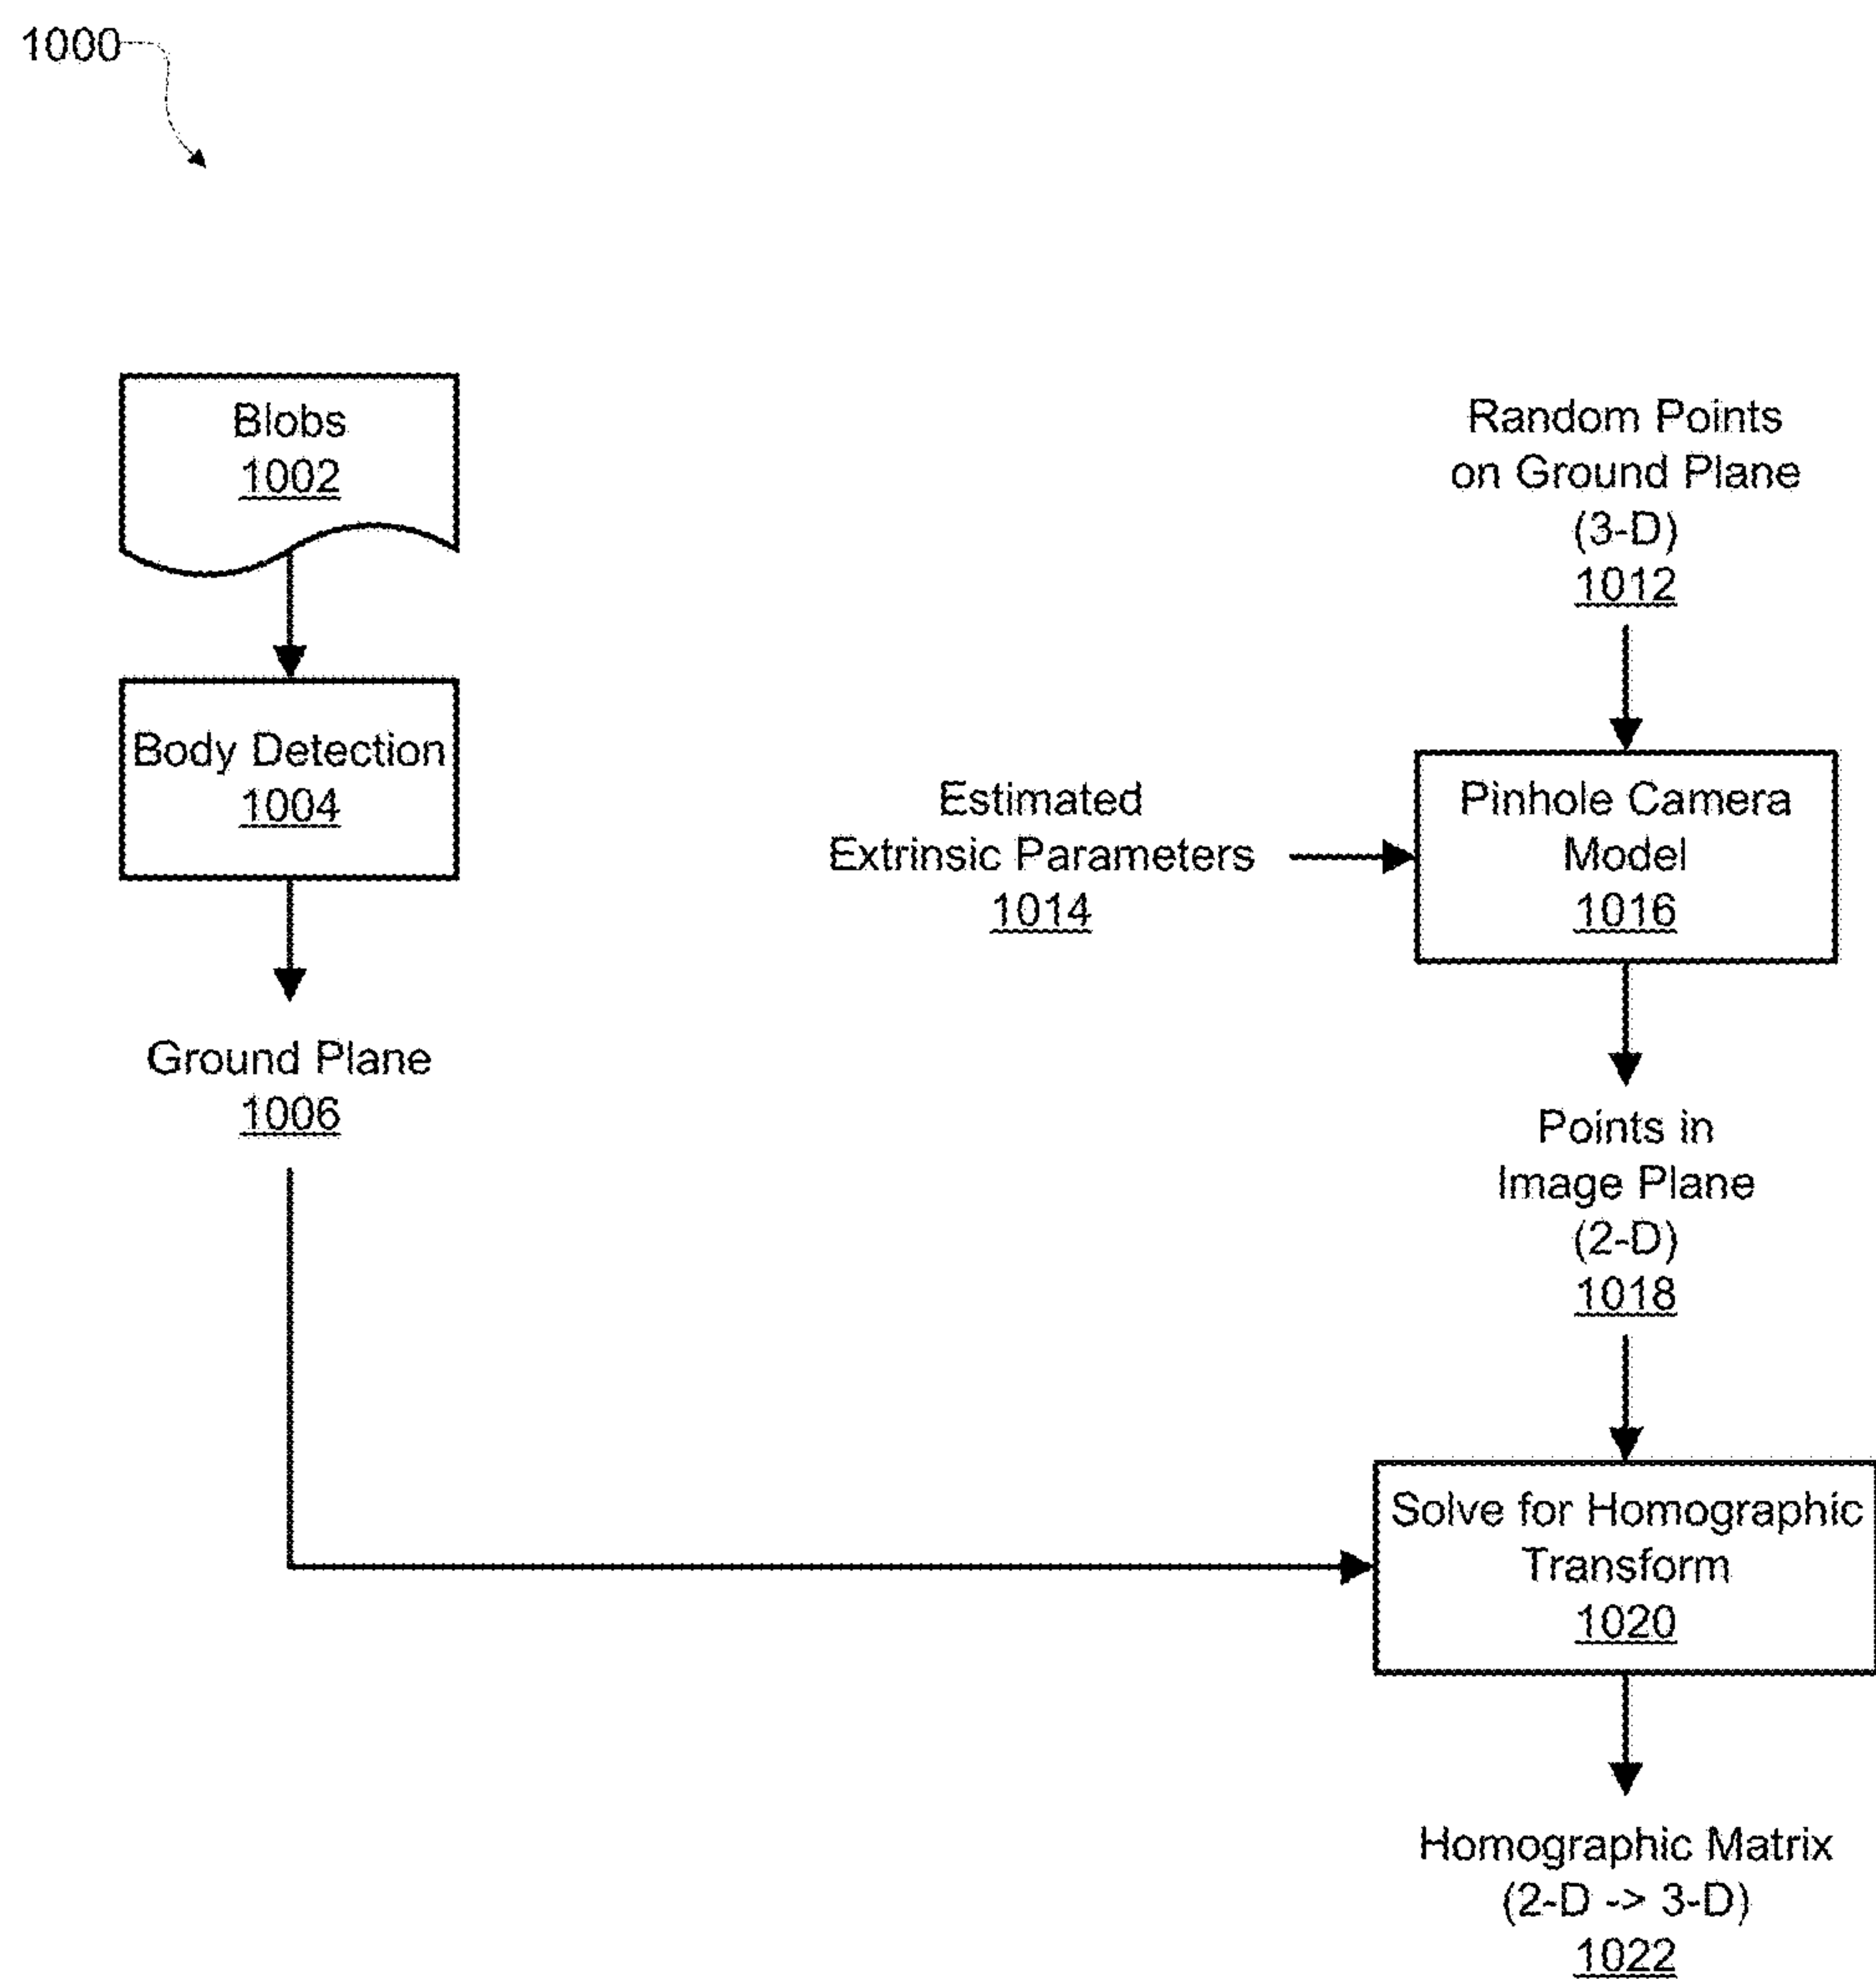 1000
Blobs
1002
Body Detection
1004
Ground Plane
1006
Random Points
on Ground Plane
(3-D)
1012
Estimated
Extrinsic Parameters
1014
Pinhole Camera
Model
1016
Points in
Image Plane
(2-D)
1018
Solve for Homographic
Transform
1020
Homographic Matrix
(2-D -> 3-D)
1022